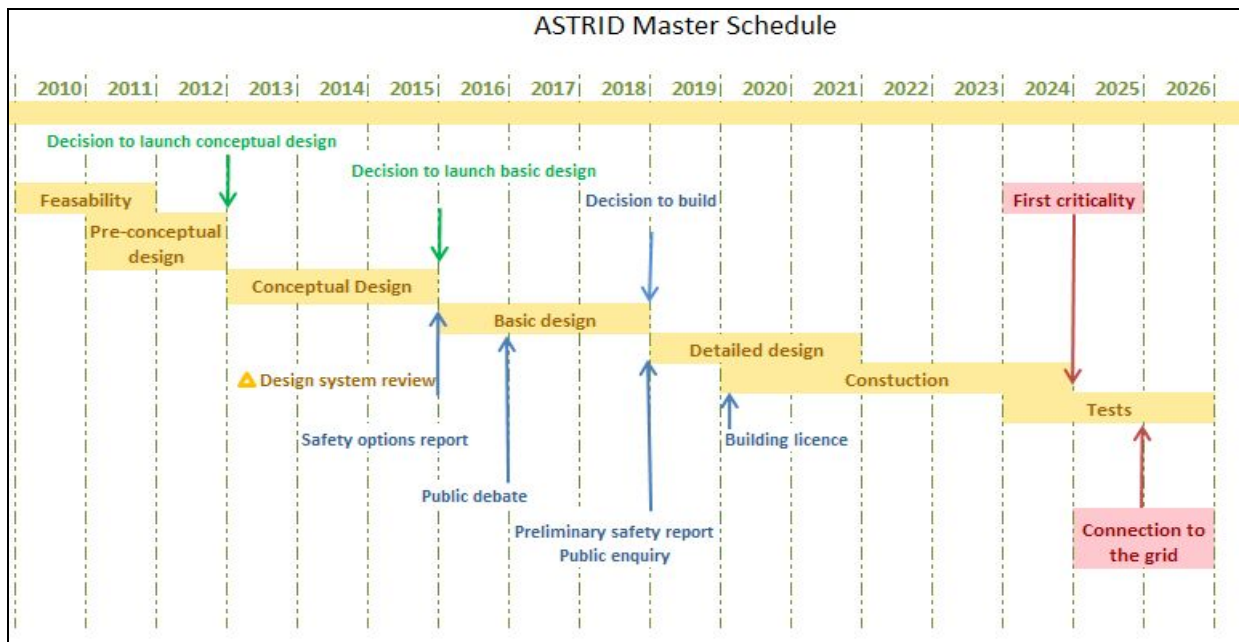 ASTRID Master Schedule
2010 2011 2012 2013 2014 2015 2016 2017 2018 2019 2020 2021 2022 2023 2024 2025 2026
Decision to launch conceptual design
Decision to launch basic design
Feasability
Decision to build
First criticality
Pre-conceptual
design
Conceptual Design
Basic design
Detailed design
Design system review
Constuction
Tests
Safety options report
Building licence
Public debate
Preliminary safety report
Public enquiry
Connection to
the grid